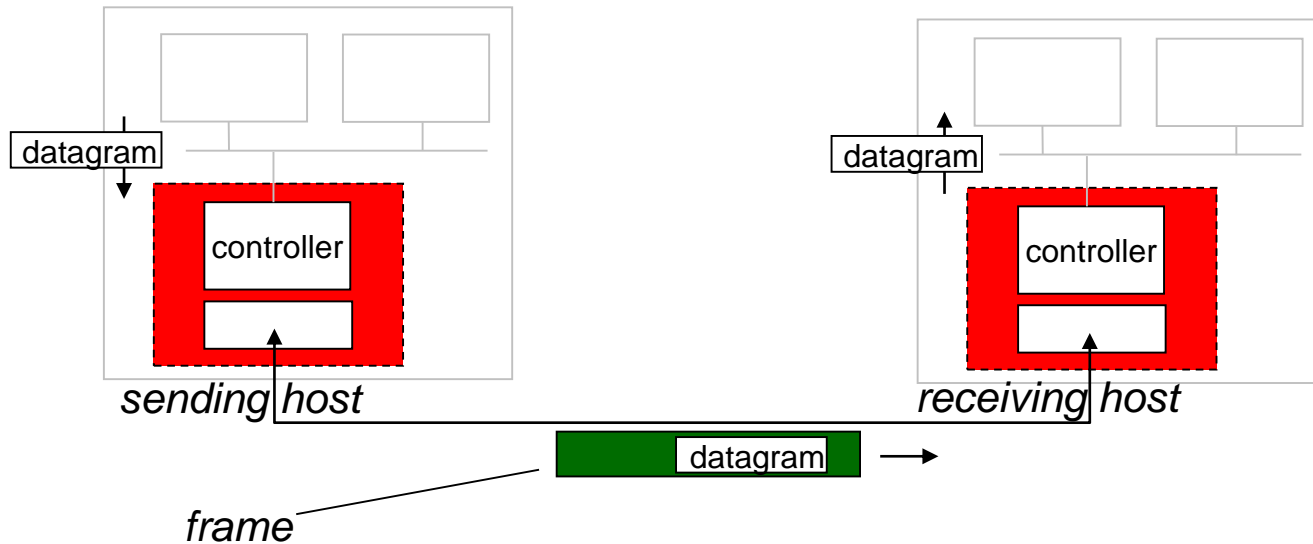 datagram
controller
sending host
datagram
controller
receiving host
datagram
frame